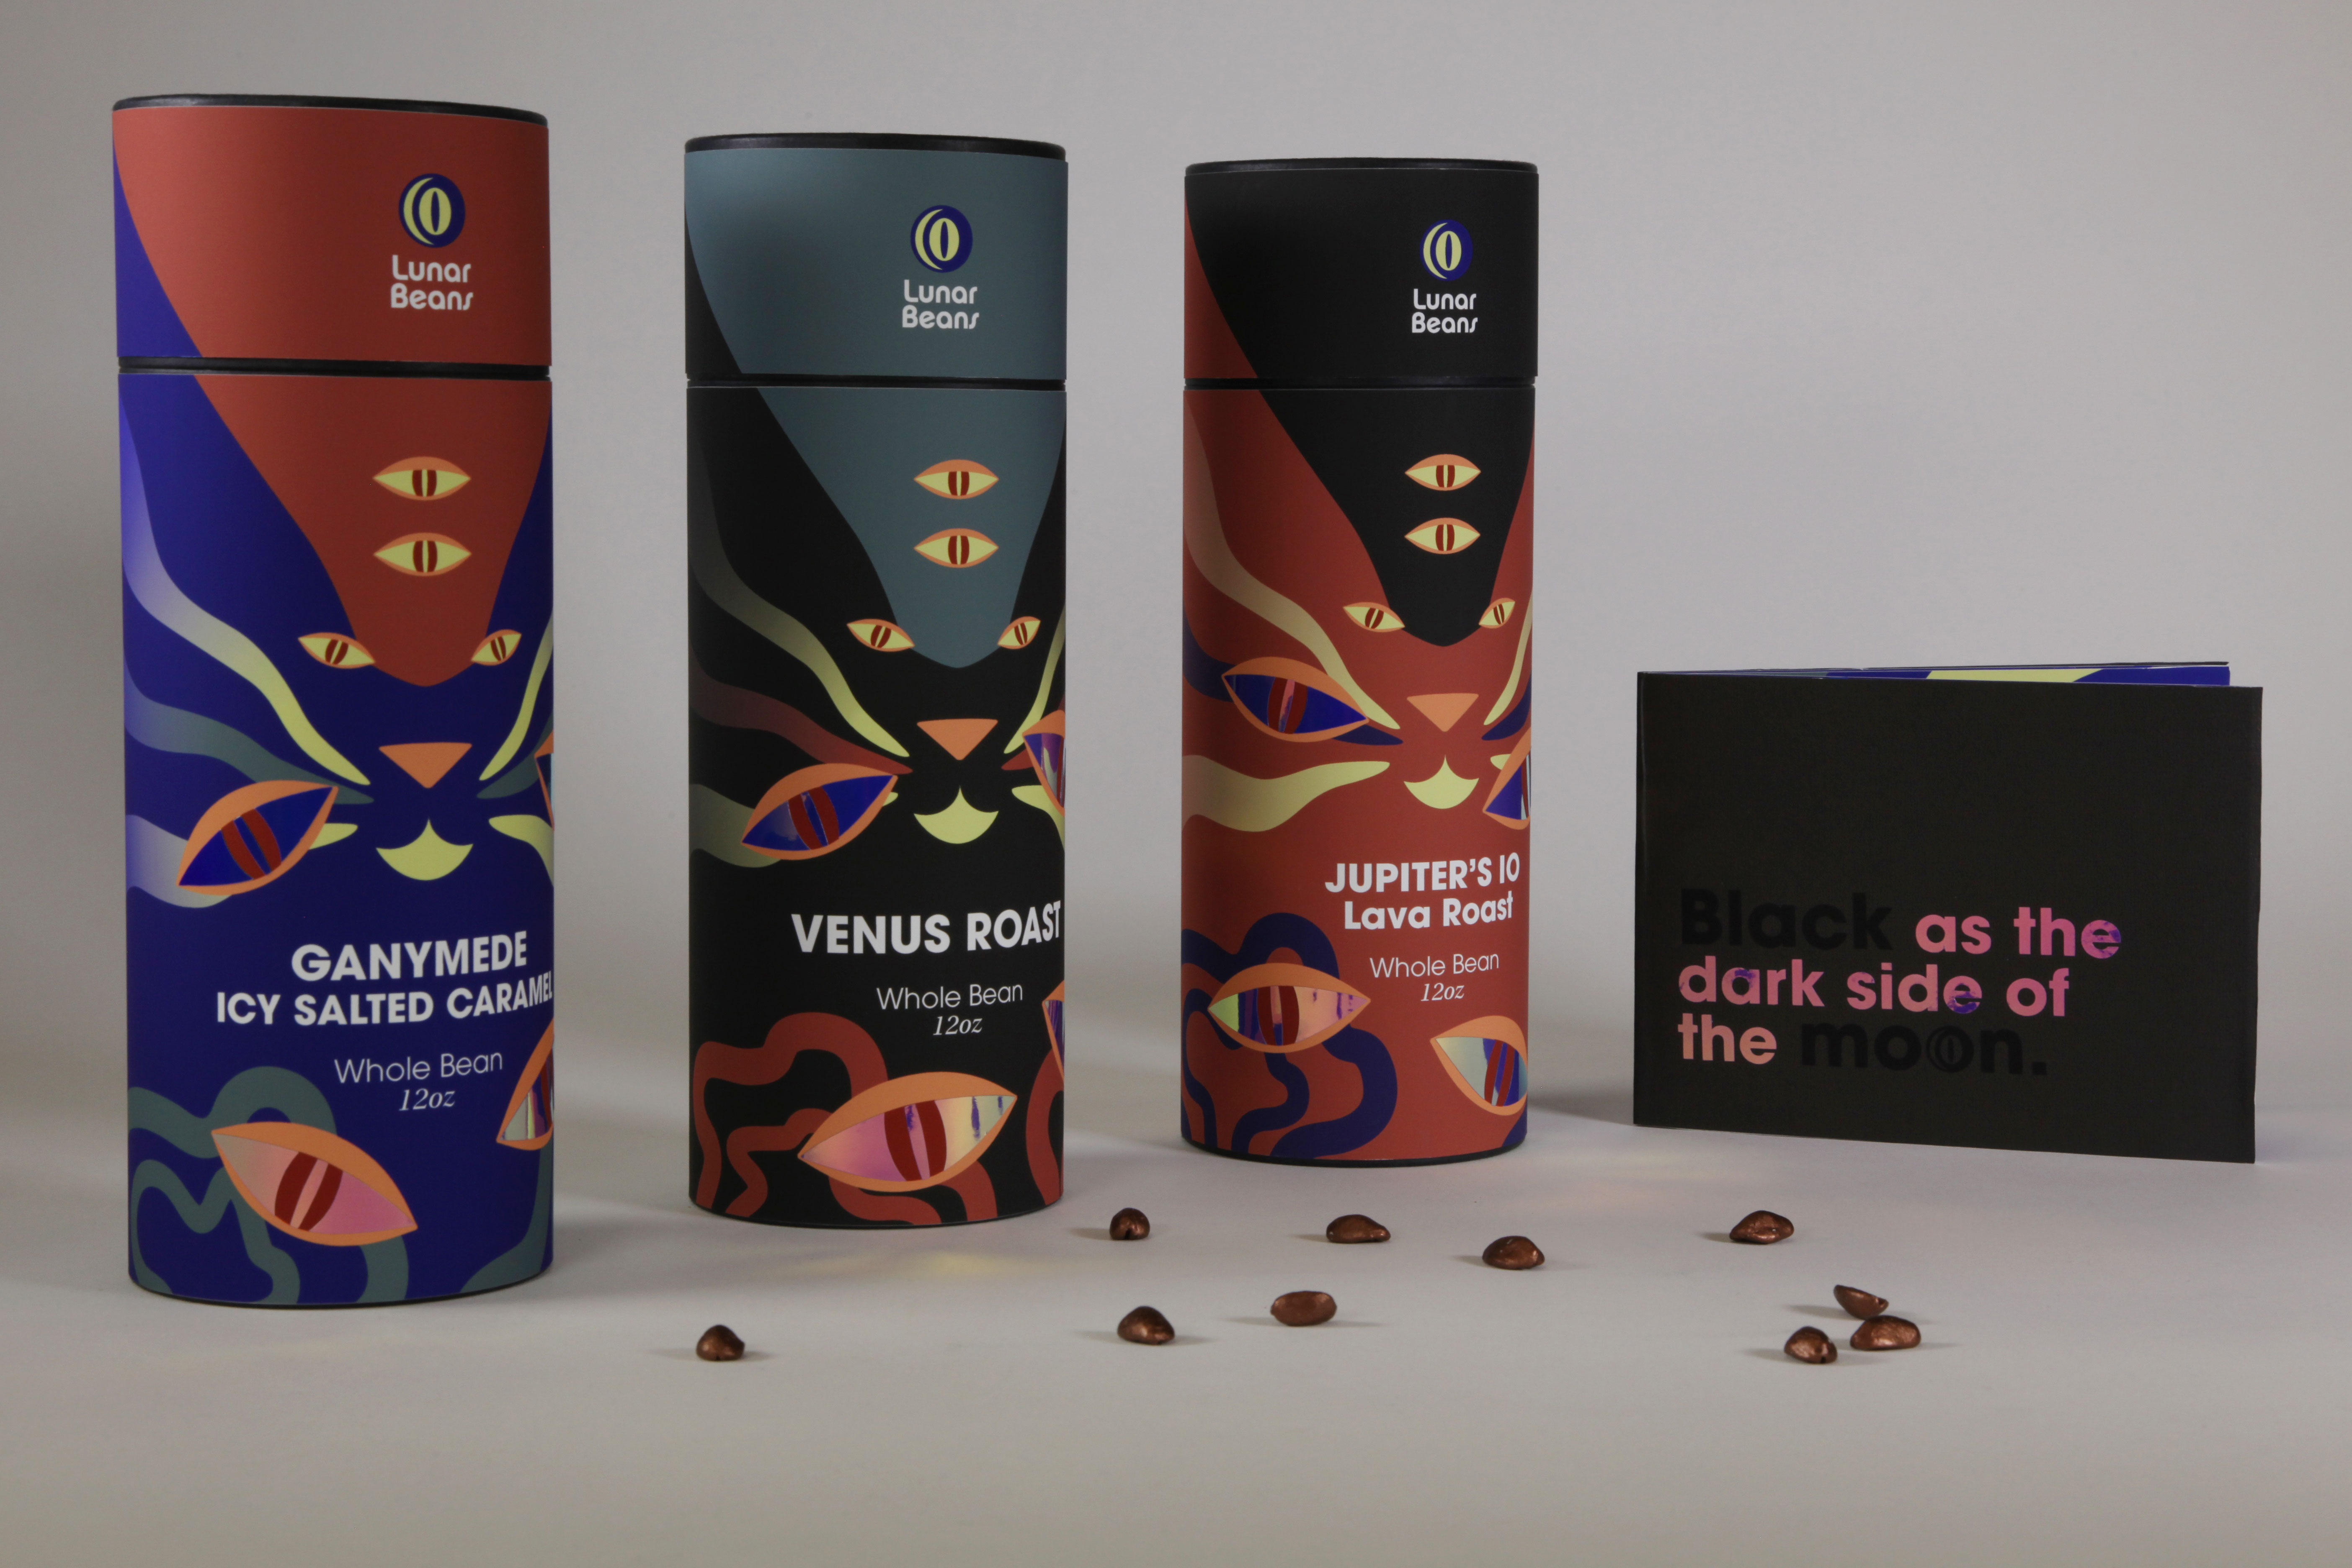 Lunar
Beans
GANYMEDE
ICY SALTED CARAMEL
Whole Bean
12oz
Lunar
Beans
VENUS ROAST
Whole Bean
12oz
Lunar
Beans
JUPITER'S IO
Lava Roast
Whole Bean
12oz
Black as the
dark side of
the moon.